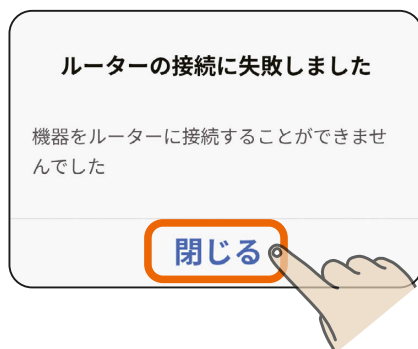 ルーターの接続に失敗しました
機器をルーターに接続することができませ
んでした
閉じる